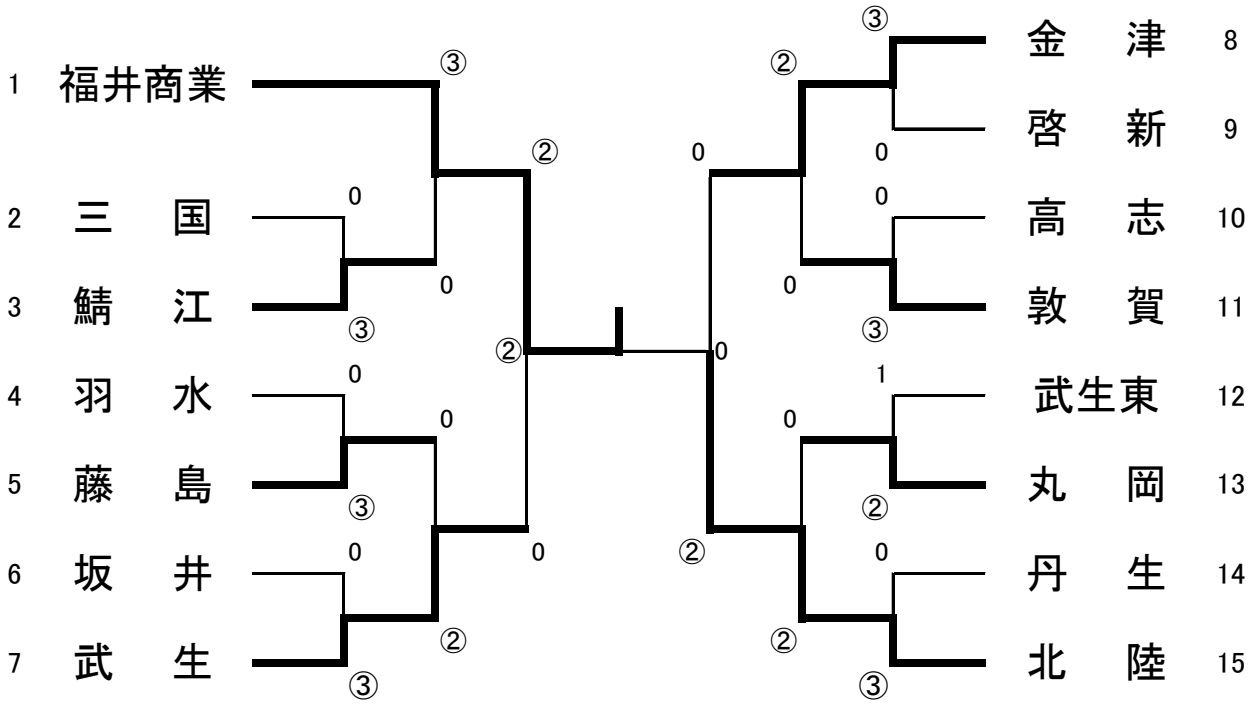 ③
金 津 8
③
②
1 福井商業
啓 新 9
②
0
0
0
0
2 三 国
高 志 10
0
0
3 鯖 江
敦 賀 11
③
③
②
0
0
1
4 羽 水
武生東 12
0
0
5 藤 島
丸 岡 13
③
②
0
0
②
0
6 坂 井
丹 生 14
②
②
7 武 生
北 陸 15
③
③